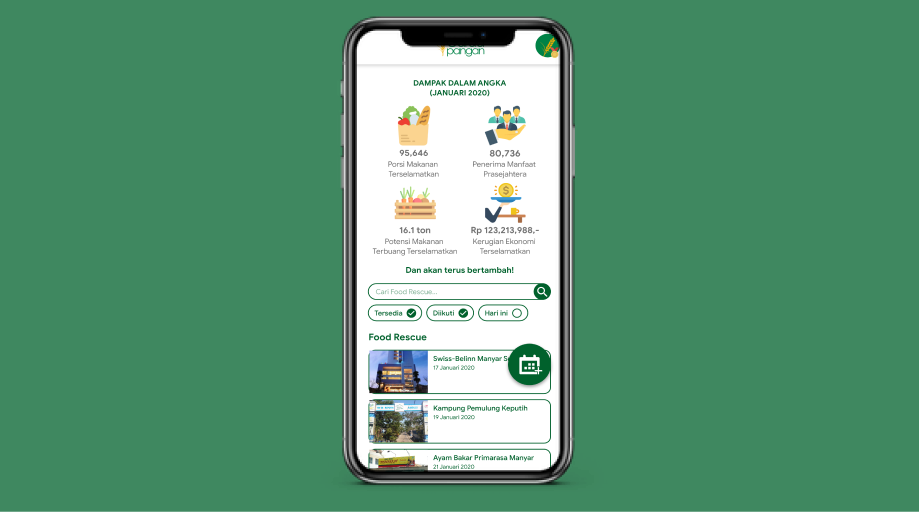 pangan
DAMPAK DALAM ANGKA
(JANUARI 2020)
95,646
Porsi Makanan
Terselamatkan
80,736
Penerima Manfaat
Prasejahtera
16.1 ton
Potensi Makanan
Terbuang Terselamatkan
Rp 123,213,988,-
Kerugian Ekonomi
Terselamatkan
Dan akan terus bertambah!
Cari Food Rescue...
Tersedia
Diikuti
Hari ini
Food Rescue
Swiss-Belinn Manyar
17 Januari 2020
Kampung Pemulung Keputih
19 Januari 2020
Ayam Bakar Primarasa Manyar
21 Januari 2020